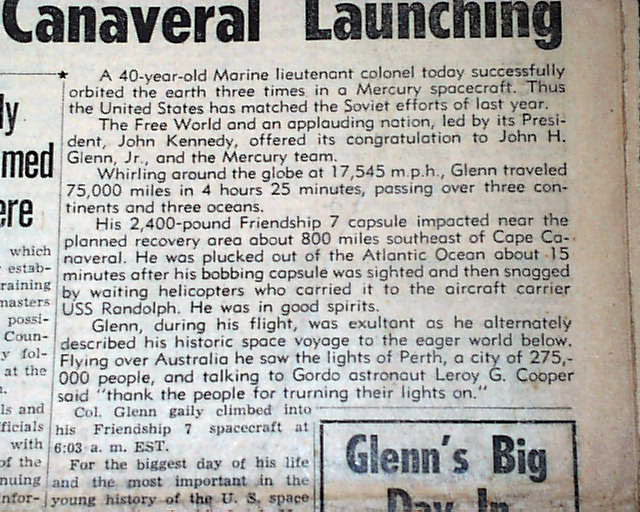 Canaveral Launching
ly
med
ere
which
estab-
raining
masters
possi-
Coun-
y fol-
at the
ls and
fficials
with
of the
nuing
nfor-
★ A 40-year-old Marine lieutenant colonel today successfully
orbited the earth three times in a Mercury spacecraft. Thus
the United States has matched the Soviet efforts of last year.
The Free World and an applauding nation, led by its Presi-
dent, John Kennedy, offered its congratulation to John H.
Glenn, Jr., and the Mercury team.
Whirling around the globe at 17,545 m.p.h., Glenn traveled
75,000 miles in 4 hours 25 minutes, passing over three con-
tinents and three oceans.
His 2,400-pound Friendship 7 capsule impacted near the
planned recovery area about 800 miles southeast of Cape Ca-
naveral. He was plucked out of the Atlantic Ocean about 15
minutes after his bobbing capsule was sighted and then snagged
by waiting helicopters who carried it to the aircraft carrier
USS Randolph. He was in good spirits.
Glenn, during his flight, was exultant as he alternately
described his historic space voyage to the eager world below.
Flying over Australia he saw the lights of Perth, a city of 275,-
000 people, and talking to Gordo astronaut Leroy G. Cooper
said "thank the people for trurning their lights on."
Col. Glenn gaily climbed into
his Friendship 7 spacecraft at
6:03 a. m. EST.
For the biggest day of his life
and the most important in the
young history of the U. S. space
Glenn's Big
Day In